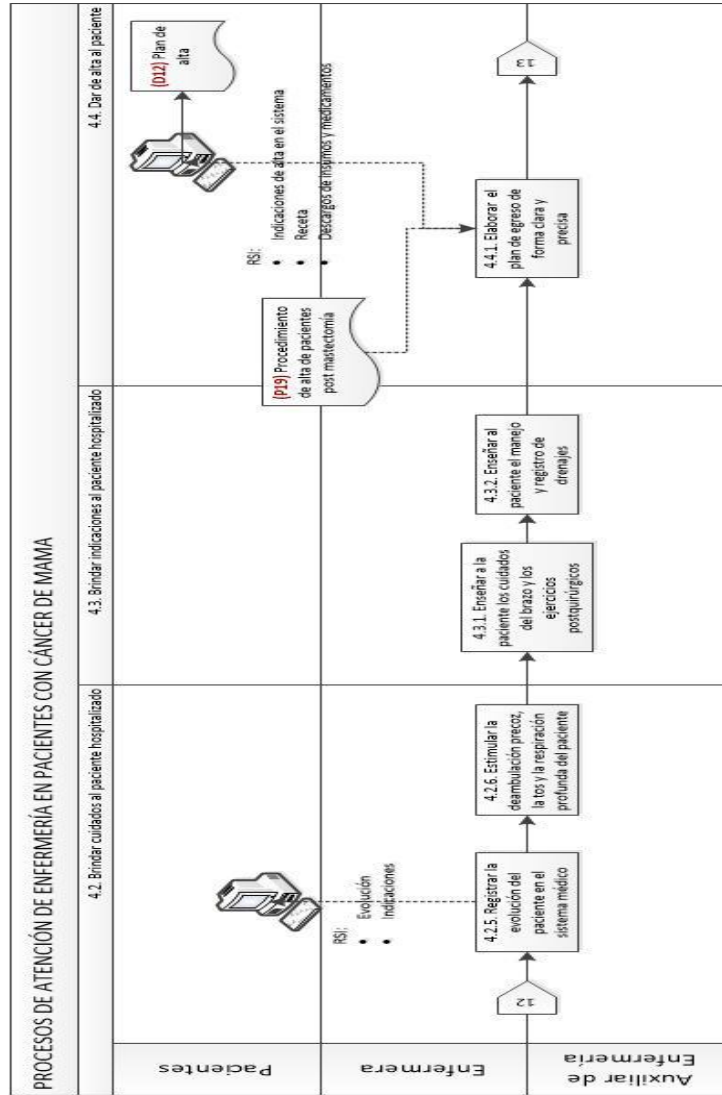 PROCESOS DE ATENCIÓN DE ENFERMERÍA EN PACIENTES CON CÁNCER DE MAMA
4.2. Brindar cuidados al paciente hospitalizado
4.3. Brindar indicaciones al paciente hospitalizado
4.4. Dar de alta al paciente
Pacientes
Enfermera
Auxiliar de
Enfermería
12
RSI:
• Evolución
• Indicaciones
4.2.5. Registrar la
evolución del
paciente en el
sistema médico
4.2.6. Estimular la
deambulación precoz,
la tos y la respiración
profunda del paciente
4.3.1. Enseñar a la
paciente los cuidados
del brazo y los
ejercicios
postquirúrgicos
4.3.2. Enseñar al
paciente el manejo
y registro de
drenajes
(P19) Procedimiento
de alta de pacientes
post mastectomía
RSI:
• Indicaciones de alta en el sistema
• Receta
• Descargos de insumos y medicamentos
(D12) Plan de
alta
4.4.1. Elaborar el
plan de egreso de
forma clara y
precisa
13